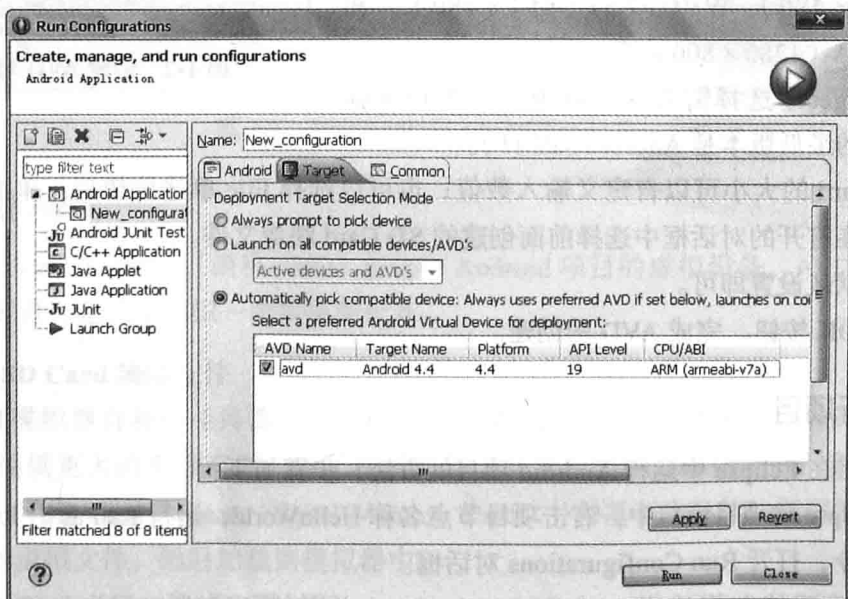 Run Configurations
Create, manage, and run configurations
Android Application
type filter text
Android Application
New_configurat
Android JUnit Test
C/C++ Application
Java Applet
Java Application
JUnit
Launch Group
Filter matched 8 of 8 items
Name: New_configuration
Android
Target
Common
Deployment Target Selection Mode
Always prompt to pick device
Launch on all compatible devices/AVD's
Active devices and AVD's
Automatically pick compatible device: Always uses preferred AVD if set below, launches on co
Select a preferred Android Virtual Device for deployment:
AVD Name Target Name Platform API Level CPU/ABI
avd Android 4.4 4.4 19 ARM (armeabi-v7a)
Apply Revert
Run Close